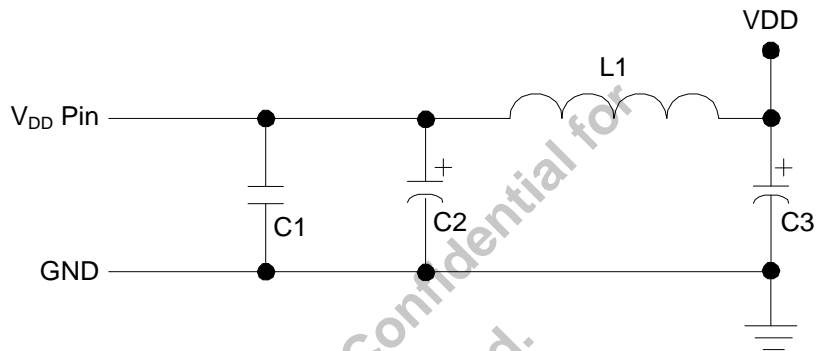 VDD
L1
VDD Pin
+
+
C1
C2
C3
GND
Confidential for
d.